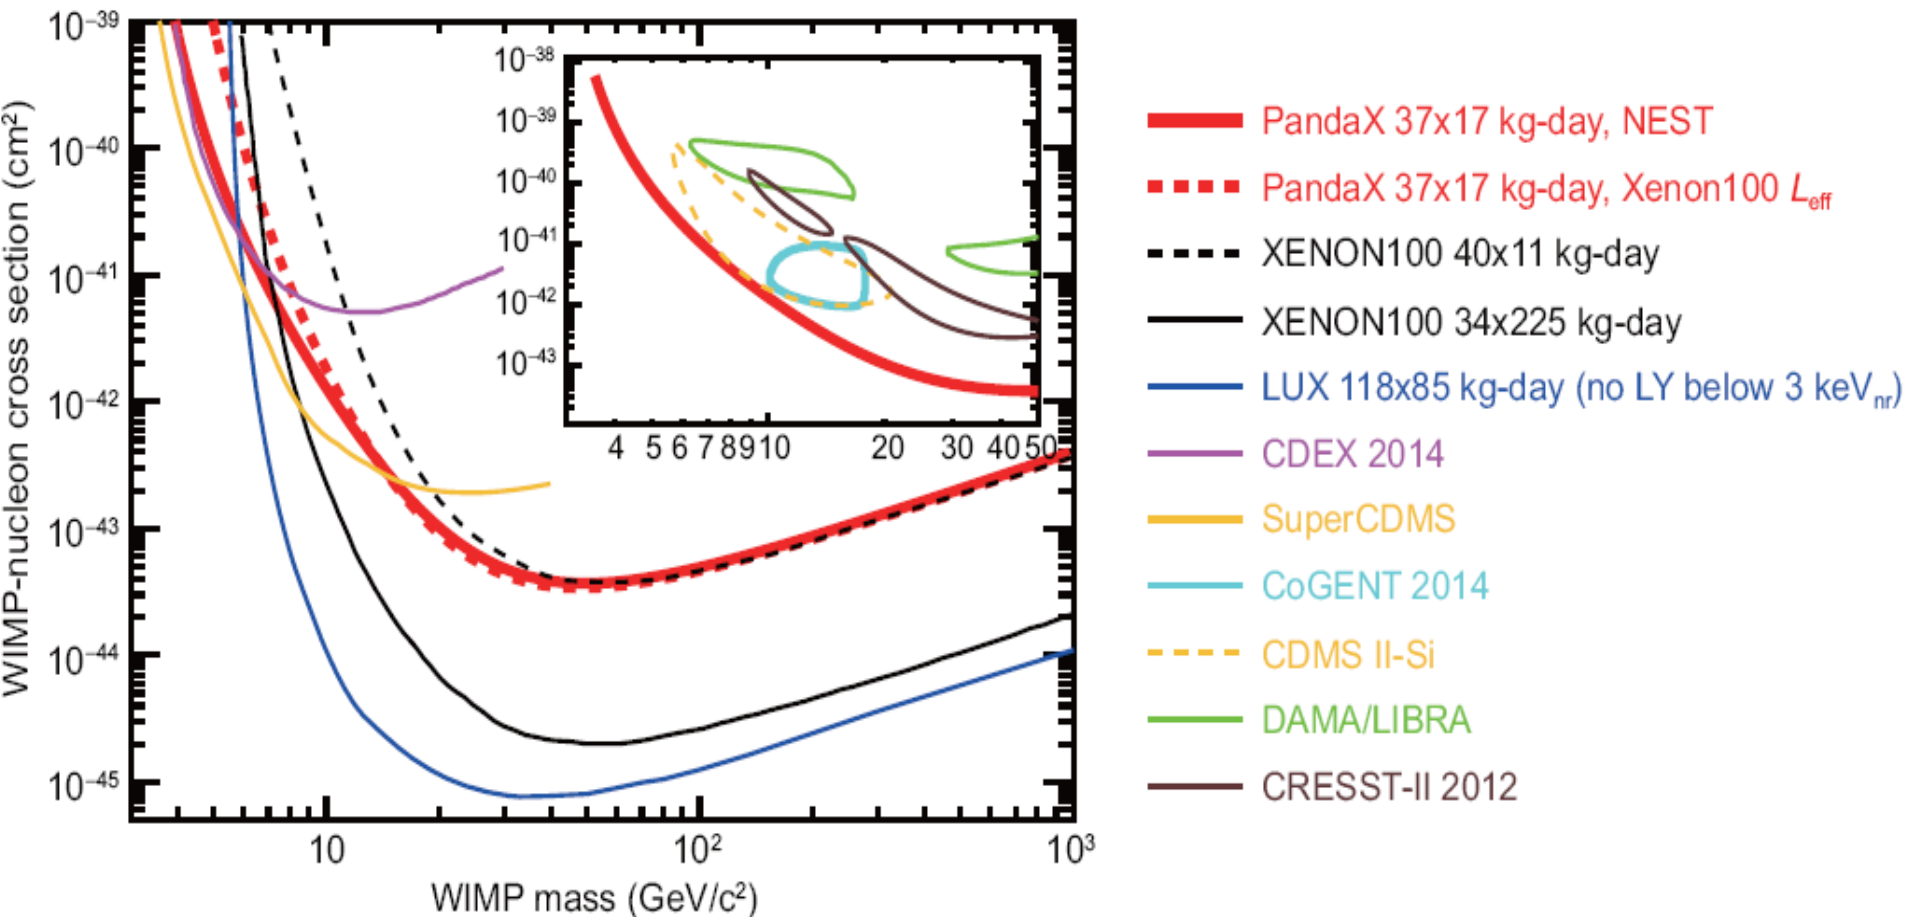 WIMP-nucleon cross section (cm²)
10⁻³⁹
10⁻⁴⁰
10⁻⁴¹
10⁻⁴²
10⁻⁴³
10⁻⁴⁴
10⁻⁴⁵
10 10² 10³
WIMP mass (GeV/c²)
10⁻³⁸
10⁻³⁹
10⁻⁴⁰
10⁻⁴¹
10⁻⁴²
10⁻⁴³
4 5 6 7 8 9 10 20 30 40 50
PandaX 37x17 kg-day, NEST
PandaX 37x17 kg-day, Xenon100 L_eff
XENON100 40x11 kg-day
XENON100 34x225 kg-day
LUX 118x85 kg-day (no LY below 3 keV_nr)
CDEX 2014
SuperCDMS
CoGENT 2014
CDMS II-Si
DAMA/LIBRA
CRESST-II 2012